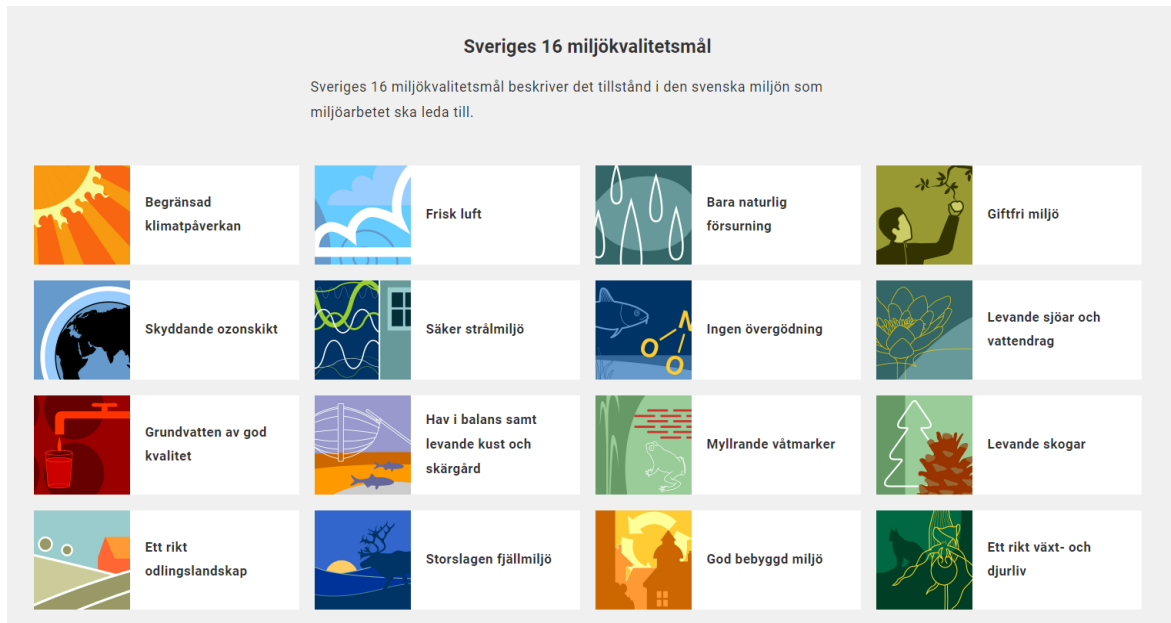 Sveriges 16 miljökvalitetsmål
Sveriges 16 miljökvalitetsmål beskriver det tillstånd i den svenska miljön som
miljöarbetet ska leda till.
Begränsad
klimatpåverkan
Frisk luft
Bara naturlig
försurning
Giftfri miljö
Skyddande ozonskikt
Säker strålmiljö
N
O
O
Ingen övergödning
Levande sjöar och
vattendrag
Grundvatten av god
kvalitet
Hav i balans samt
levande kust och
skärgård
Myllrande våtmarker
Levande skogar
Ett rikt
odlingslandskap
Storslagen fjällmiljö
God bebyggd miljö
Ett rikt växt- och
djurliv